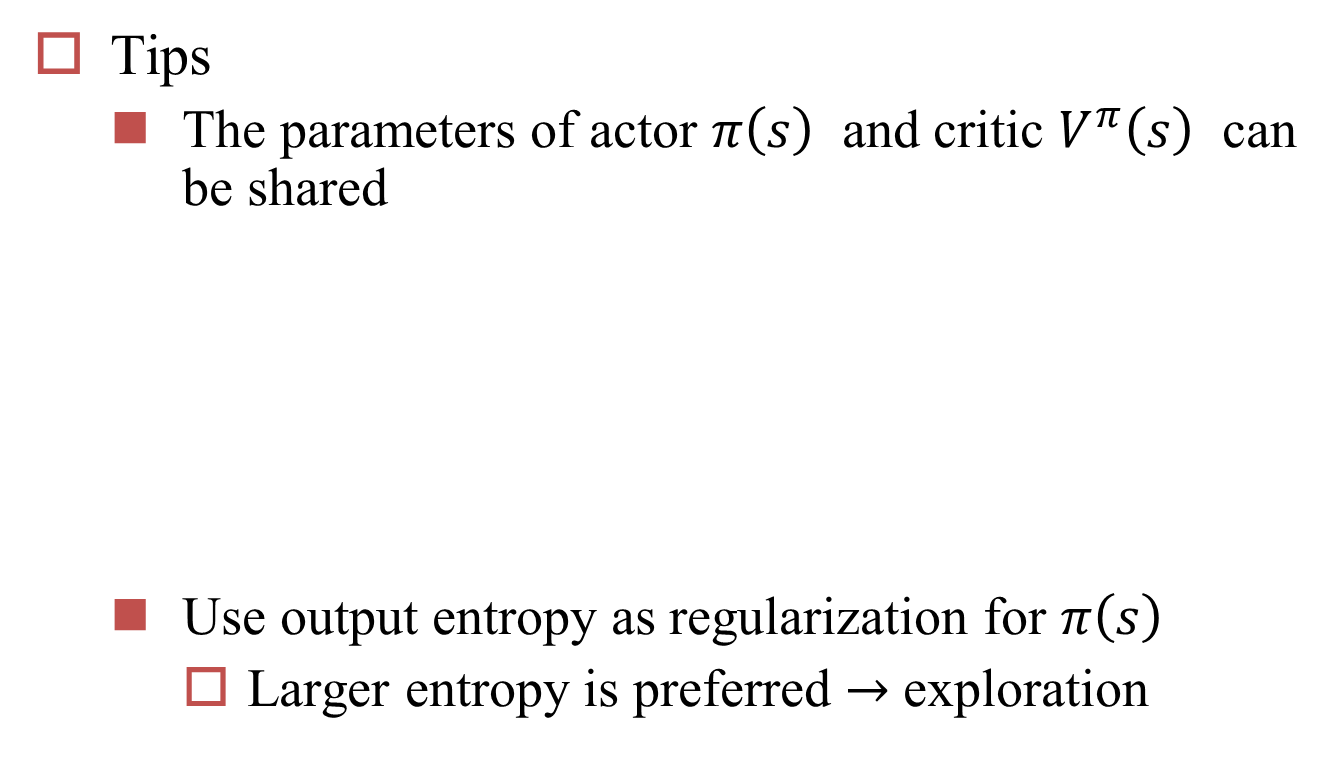 Tips
The parameters of actor π(s) and critic V^π(s) can
be shared
Use output entropy as regularization for π(s)
Larger entropy is preferred → exploration